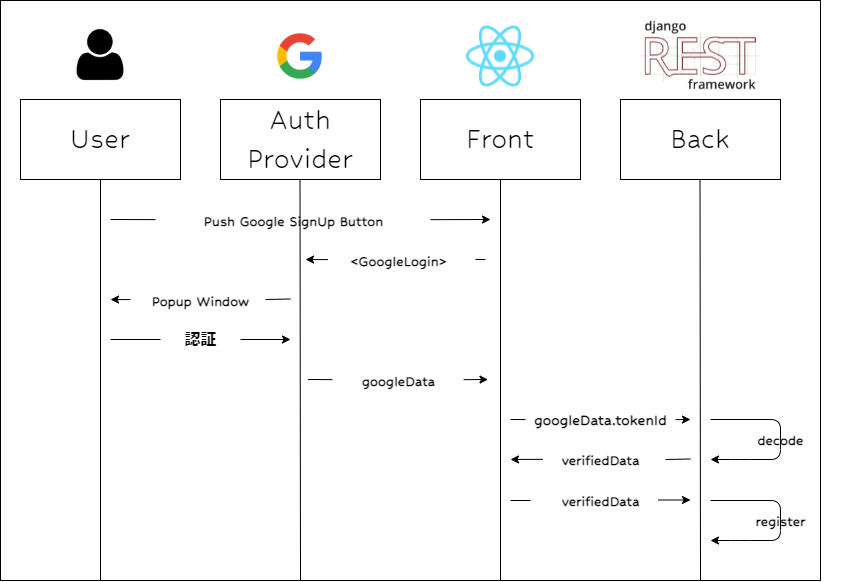 django
REST
framework
User
Auth
Provider
Front
Back
Push Google SignUp Button
<GoogleLogin>
Popup Window
認証
googleData
googleData.tokenId
decode
verifiedData
verifiedData
register